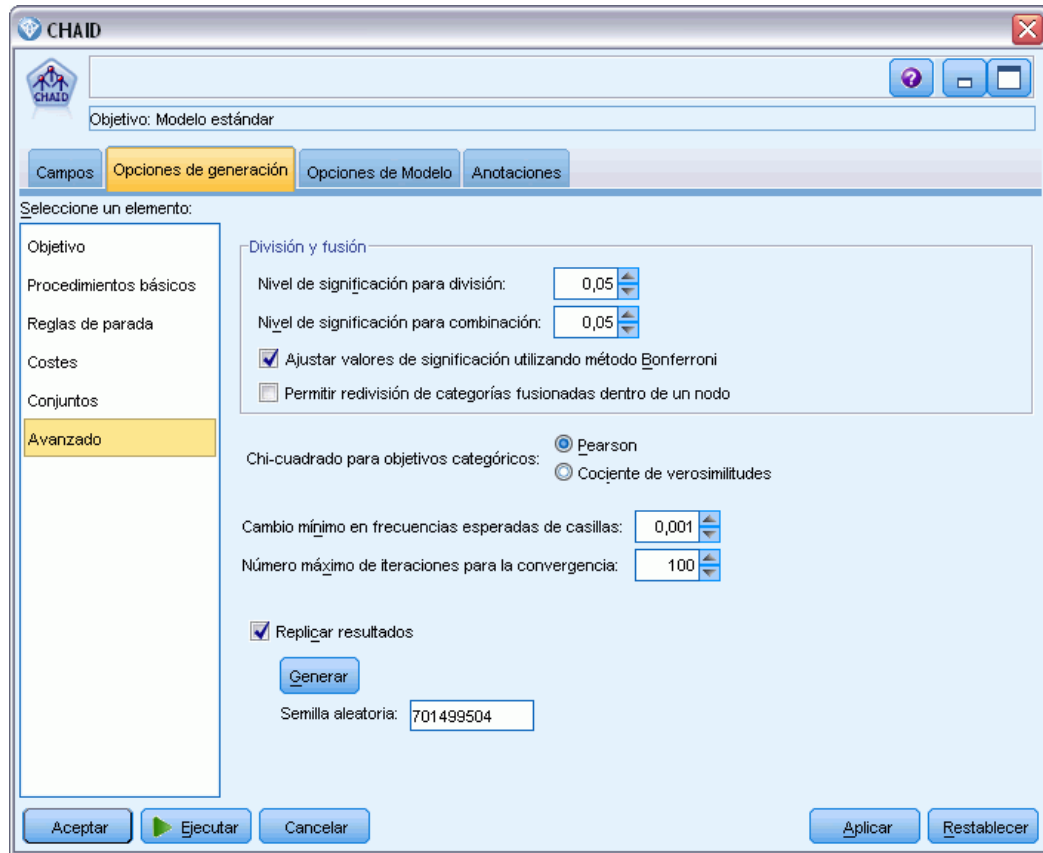 CHAID
CHAID
Objetivo: Modelo estándar
Campos
Opciones de generación
Opciones de Modelo
Anotaciones
Seleccione un elemento:
Objetivo
Procedimientos básicos
Reglas de parada
Costes
Conjuntos
Avanzado
División y fusión
Nivel de significación para división: 0,05
Nivel de significación para combinación: 0,05
Ajustar valores de significación utilizando método Bonferroni
Permitir redivisión de categorías fusionadas dentro de un nodo
Chi-cuadrado para objetivos categóricos:
Pearson
Cociente de verosimilitudes
Cambio mínimo en frecuencias esperadas de casillas: 0,001
Número máximo de iteraciones para la convergencia: 100
Replicar resultados
Generar
Semilla aleatoria: 701499504
Aceptar
Ejecutar
Cancelar
Aplicar
Restablecer